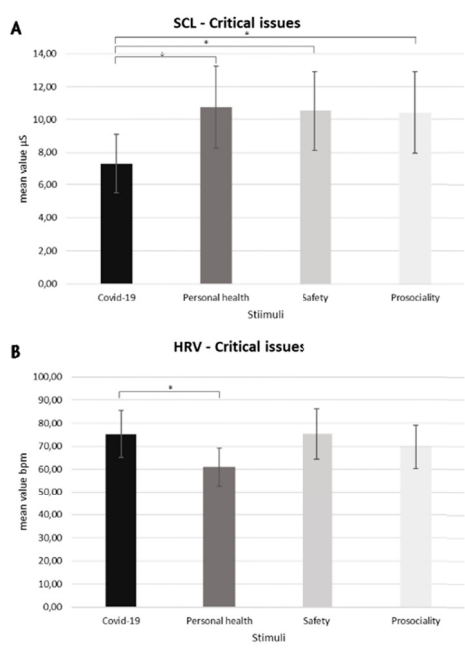 A
SCL - Critical issues
*
*
*
14,00
12,00
10,00
8,00
6,00
4,00
2,00
0,00
mean value µS
Covid-19 Personal health Safety Prosociality
Stiimuli
B
HRV - Critical issues
*
100,00
90,00
80,00
70,00
60,00
50,00
40,00
30,00
20,00
10,00
0,00
mean value bpm
Covid-19 Personal health Safety Prosociality
Stimuli